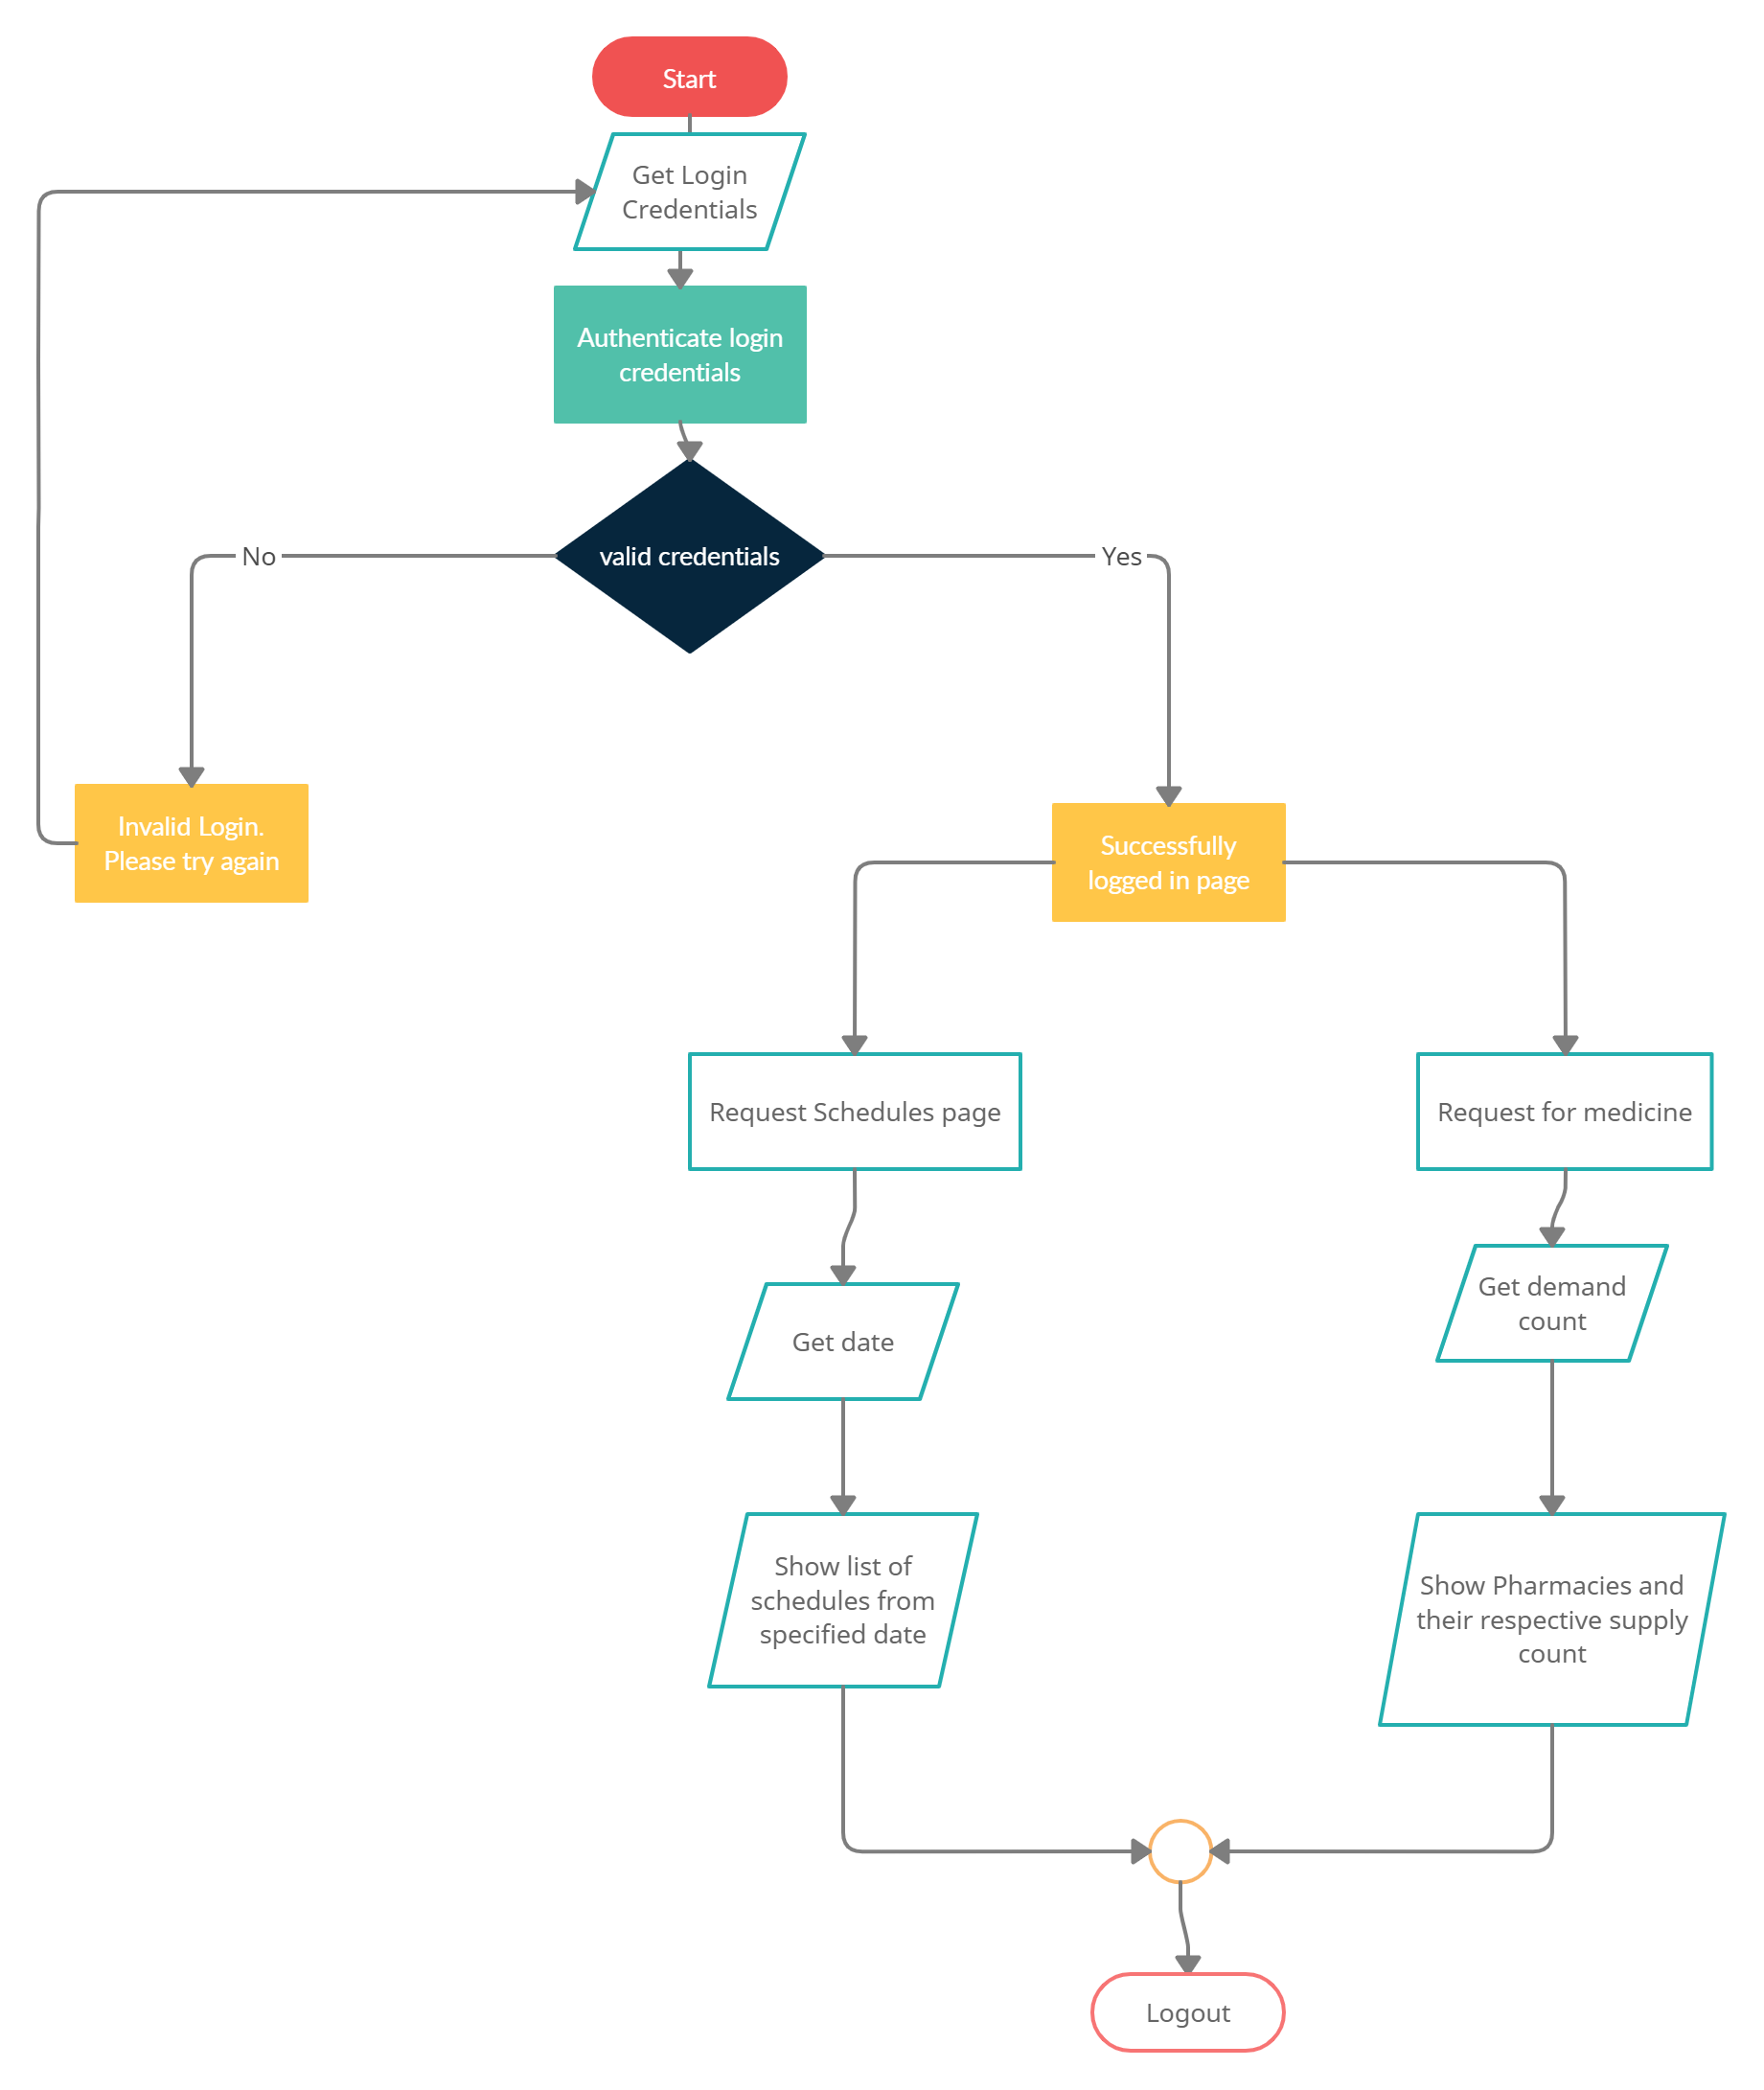 Start
Get Login
Credentials
Authenticate login
credentials
valid credentials
No
Yes
Invalid Login.
Please try again
Successfully
logged in page
Request Schedules page
Request for medicine
Get date
Get demand
count
Show list of
schedules from
specified date
Show Pharmacies and
their respective supply
count
Logout